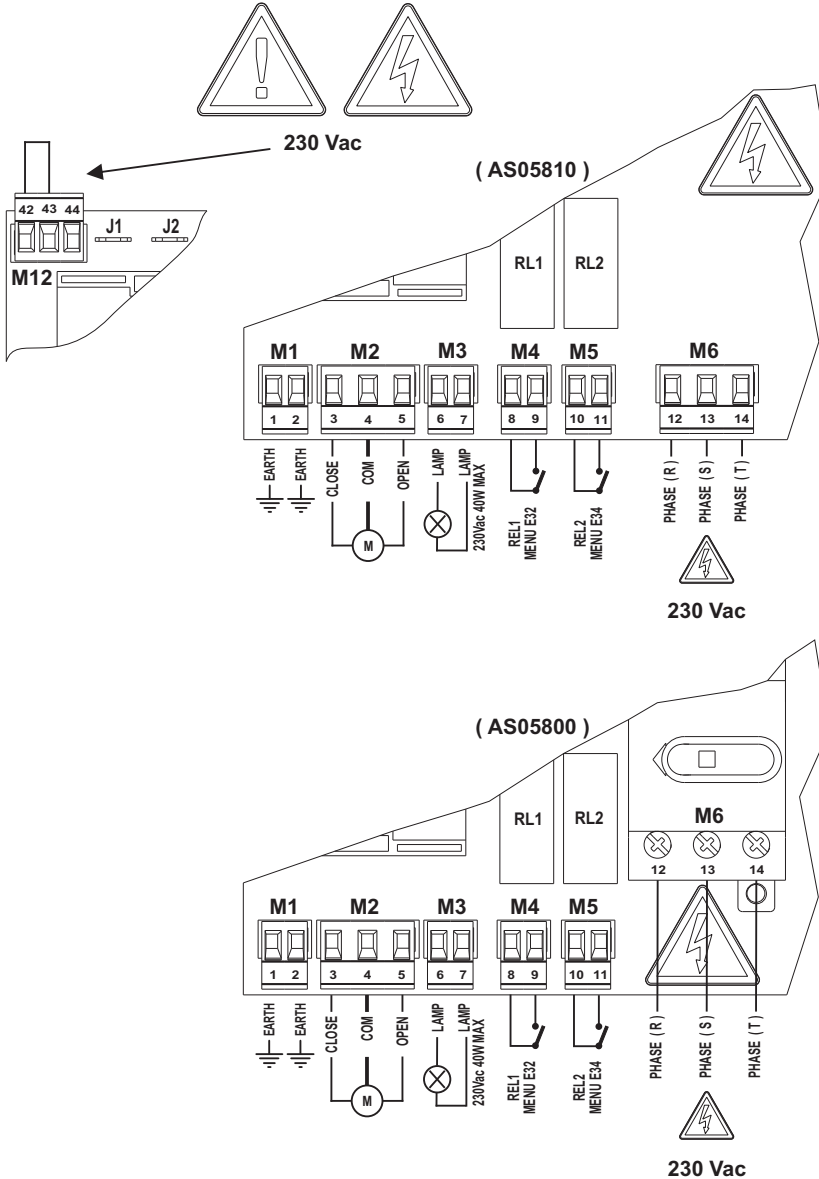 230 Vac
42 43 44
J1 J2
M12
( AS05810 )
RL1 RL2
M1 M2 M3 M4 M5 M6
1 2 3 4 5 6 7 8 9 10 11 12 13 14
EARTH
EARTH
CLOSE
COM
OPEN
LAMP
LAMP
230Vac 40W MAX
REL1
MENU E32
REL2
MENU E34
PHASE ( R )
PHASE ( S )
PHASE ( T )
M
230 Vac
( AS05800 )
RL1 RL2
M6
12 13 14
M1 M2 M3 M4 M5
1 2 3 4 5 6 7 8 9 10 11
EARTH
EARTH
CLOSE
COM
OPEN
LAMP
LAMP
230Vac 40W MAX
REL1
MENU E32
REL2
MENU E34
PHASE ( R )
PHASE ( S )
PHASE ( T )
M
230 Vac